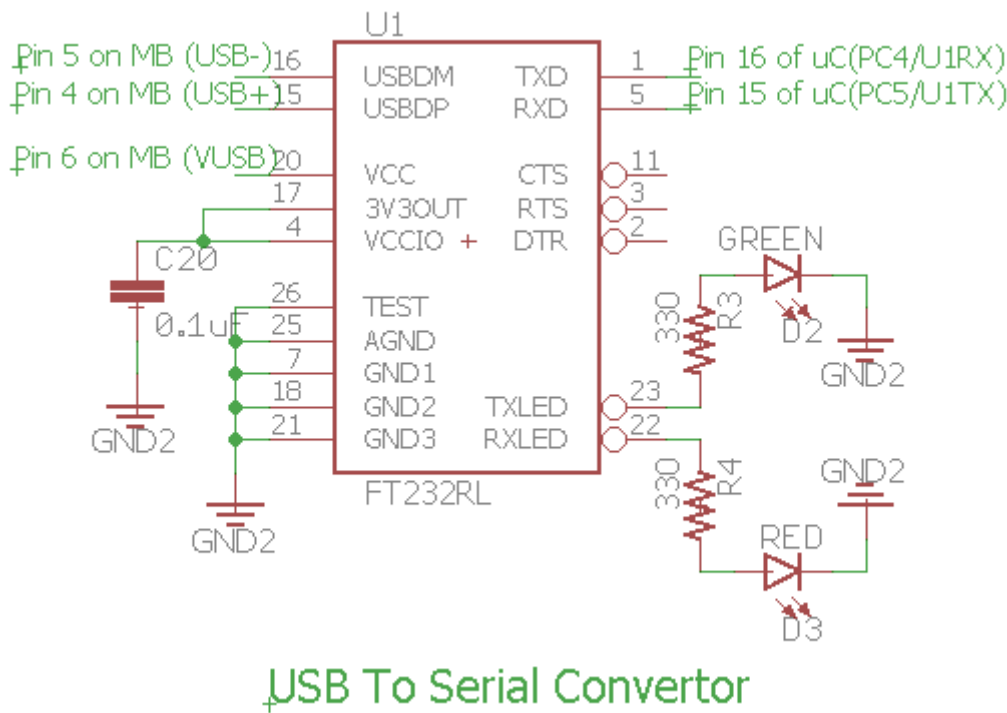 U1
Pin 5 on MB (USB-)
16
USBDM
TXD
1
Pin 16 of uC(PC4/U1RX)
Pin 4 on MB (USB+)
15
USBDP
RXD
5
Pin 15 of uC(PC5/U1TX)
Pin 6 on MB (VUSB)
20
VCC
CTS
11
17
3V3OUT
RTS
3
4
VCCIO
DTR
2
C20
0.1uF
GND2
GREEN
330
R3
D2
GND2
26
TEST
25
AGND
7
GND1
18
GND2
TXLED
23
21
GND3
RXLED
22
GND2
FT232RL
330
R4
GND2
RED
D3
USB To Serial Convertor